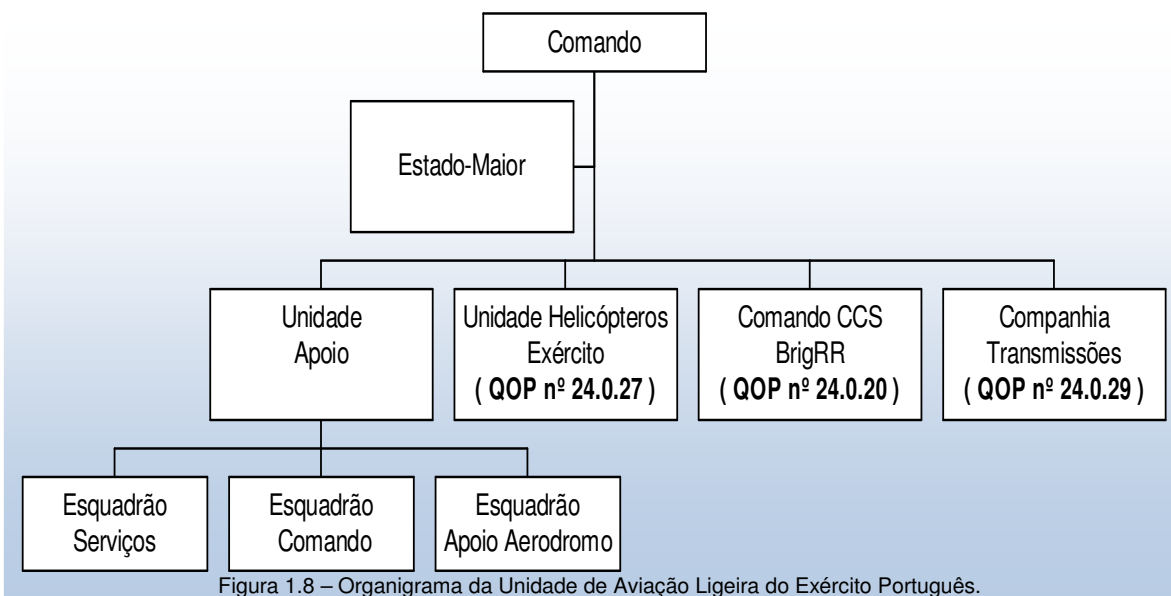 Comando
Estado-Maior
Unidade
Apoio
Unidade Helicópteros
Exército
( QOP nº 24.0.27 )
Comando CCS
BrigRR
( QOP nº 24.0.20 )
Companhia
Transmissões
( QOP nº 24.0.29 )
Esquadrão
Serviços
Esquadrão
Comando
Esquadrão
Apoio Aerodromo
Figura 1.8 – Organigrama da Unidade de Aviação Ligeira do Exército Português.